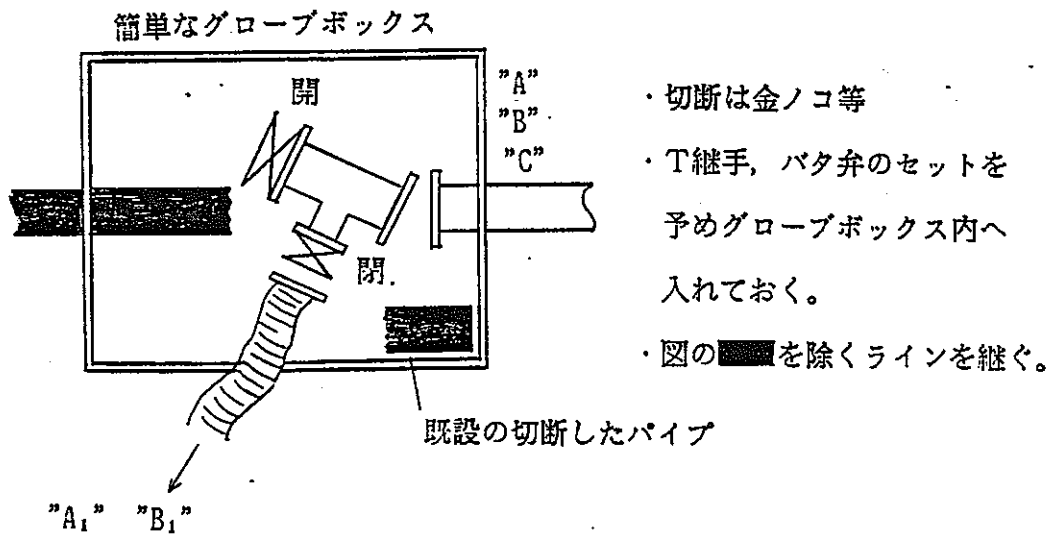 簡単なグローブボックス
開
"A"
"B"
"C"
閉.
・切断は金ノコ等
・T継手,バタ弁のセットを
予めグローブボックス内へ
入れておく。
・図の を除くラインを継ぐ。
既設の切断したパイプ
"A₁" "B₁"